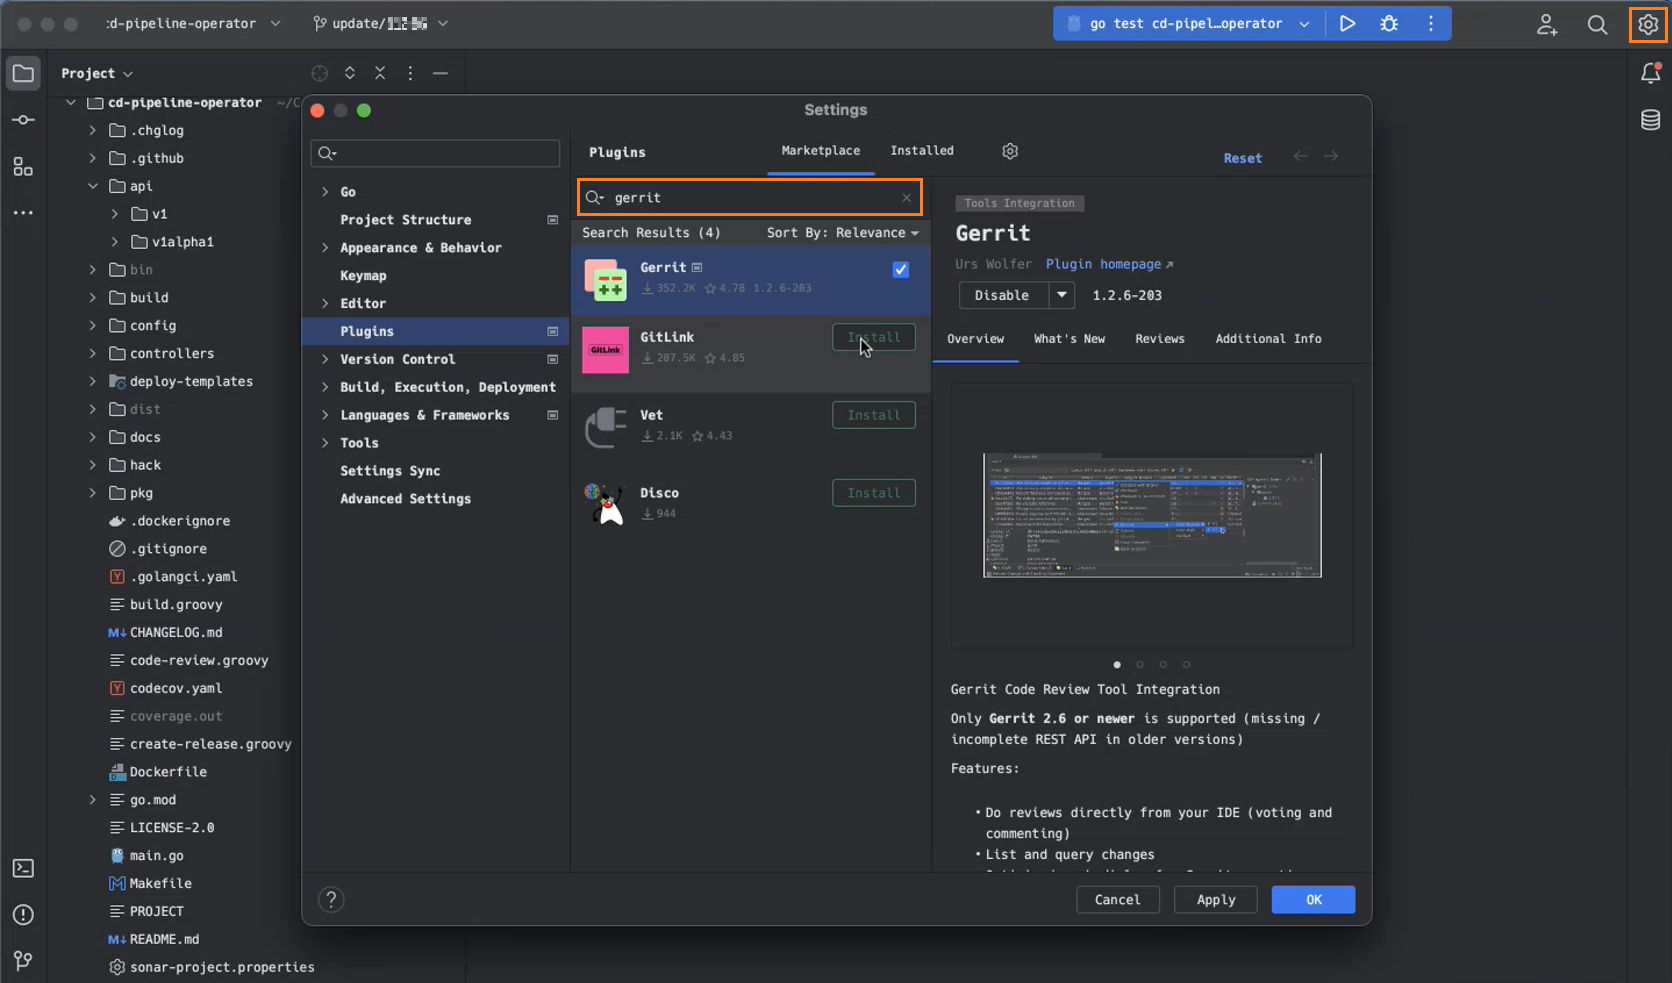 :d-pipeline-operator
update/
go test cd-pipel…operator
Project
cd-pipeline-operator ~/C
.chglog
.github
api
v1
v1alpha1
bin
build
config
controllers
deploy-templates
dist
docs
hack
pkg
.dockerignore
.gitignore
.golangci.yaml
build.groovy
CHANGELOG.md
code-review.groovy
codecov.yaml
coverage.out
create-release.groovy
Dockerfile
go.mod
LICENSE-2.0
main.go
Makefile
PROJECT
README.md
sonar-project.properties
Settings
Go
Project Structure
Appearance & Behavior
Keymap
Editor
Plugins
Version Control
Build, Execution, Deployment
Languages & Frameworks
Tools
Settings Sync
Advanced Settings
Plugins
Marketplace
Installed
Reset
gerrit
Search Results (4)
Sort By: Relevance
Gerrit
352.2K 4.78 1.2.6-203
GitLink
GitLink
207.5K 4.85
Install
Vet
2.1K 4.43
Install
Disco
944
Install
Tools Integration
Gerrit
Urs Wolfer Plugin homepage ↗
Disable
1.2.6-203
Overview
What's New
Reviews
Additional Info
Gerrit Code Review Tool Integration
Only Gerrit 2.6 or newer is supported (missing /
incomplete REST API in older versions)
Features:
• Do reviews directly from your IDE (voting and
commenting)
• List and query changes
?
Cancel
Apply
OK